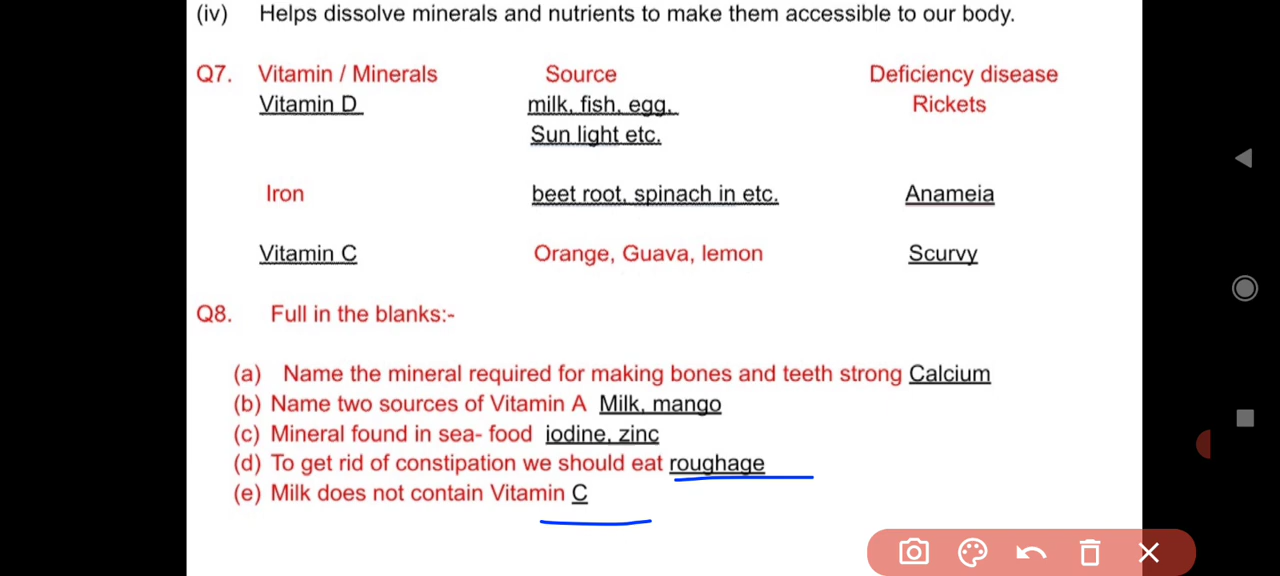 (iv) Helps dissolve minerals and nutrients to make them accessible to our body.
Q7. Vitamin / Minerals Source Deficiency disease
Vitamin D milk, fish, egg, Rickets
Sun light etc.
Iron beet root, spinach in etc. Anameia
Vitamin C Orange, Guava, lemon Scurvy
Q8. Full in the blanks:-
(a) Name the mineral required for making bones and teeth strong Calcium
(b) Name two sources of Vitamin A Milk, mango
(c) Mineral found in sea- food iodine, zinc
(d) To get rid of constipation we should eat roughage
(e) Milk does not contain Vitamin C